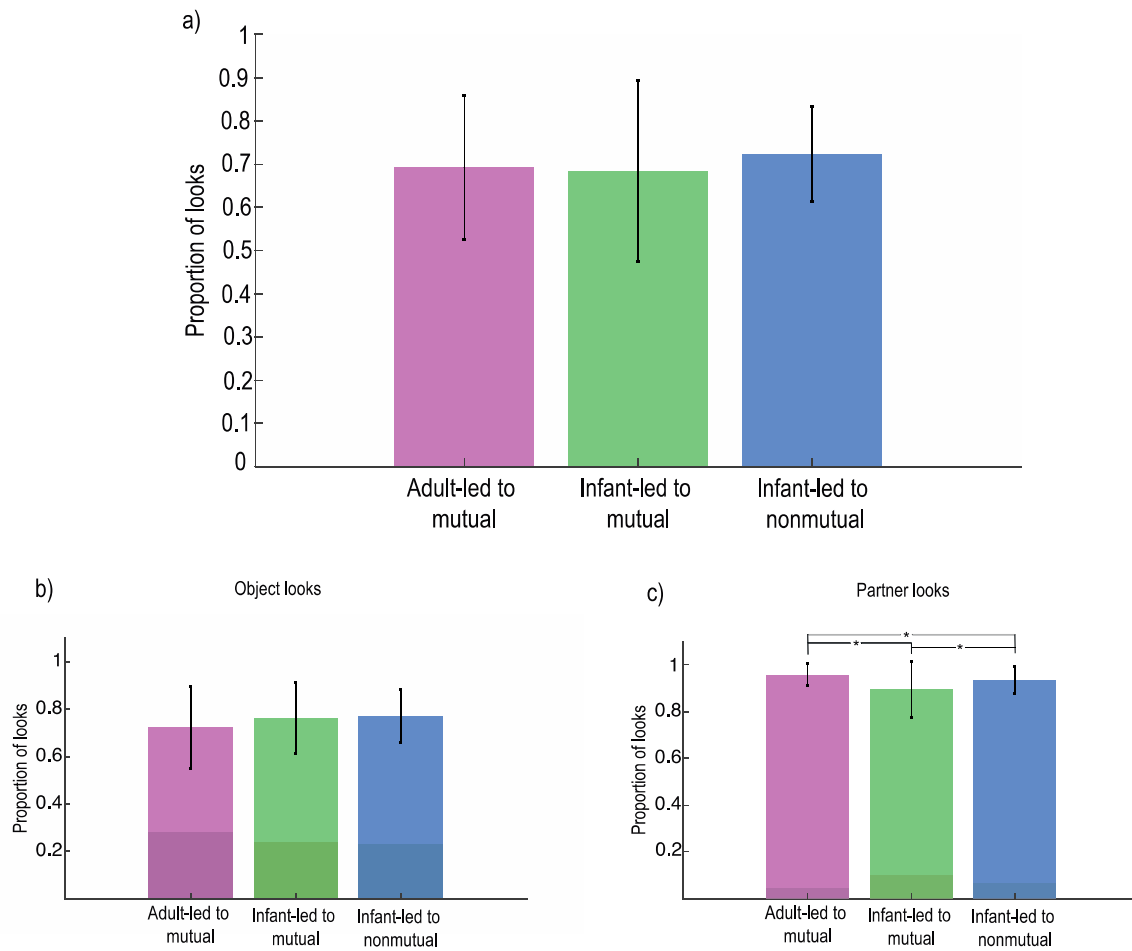 a)
1
0.9
0.8
0.7
0.6
0.5
0.4
0.3
0.2
0.1
0
Proportion of looks
Adult-led to
mutual
Infant-led to
mutual
Infant-led to
nonmutual
b)
Object looks
1
0.8
0.6
0.4
0.2
Proportion of looks
Adult-led to
mutual
Infant-led to
mutual
Infant-led to
nonmutual
c)
Partner looks
*
*
*
1
0.8
0.6
0.4
0.2
Proportion of looks
Adult-led to
mutual
Infant-led to
mutual
Infant-led to
nonmutual